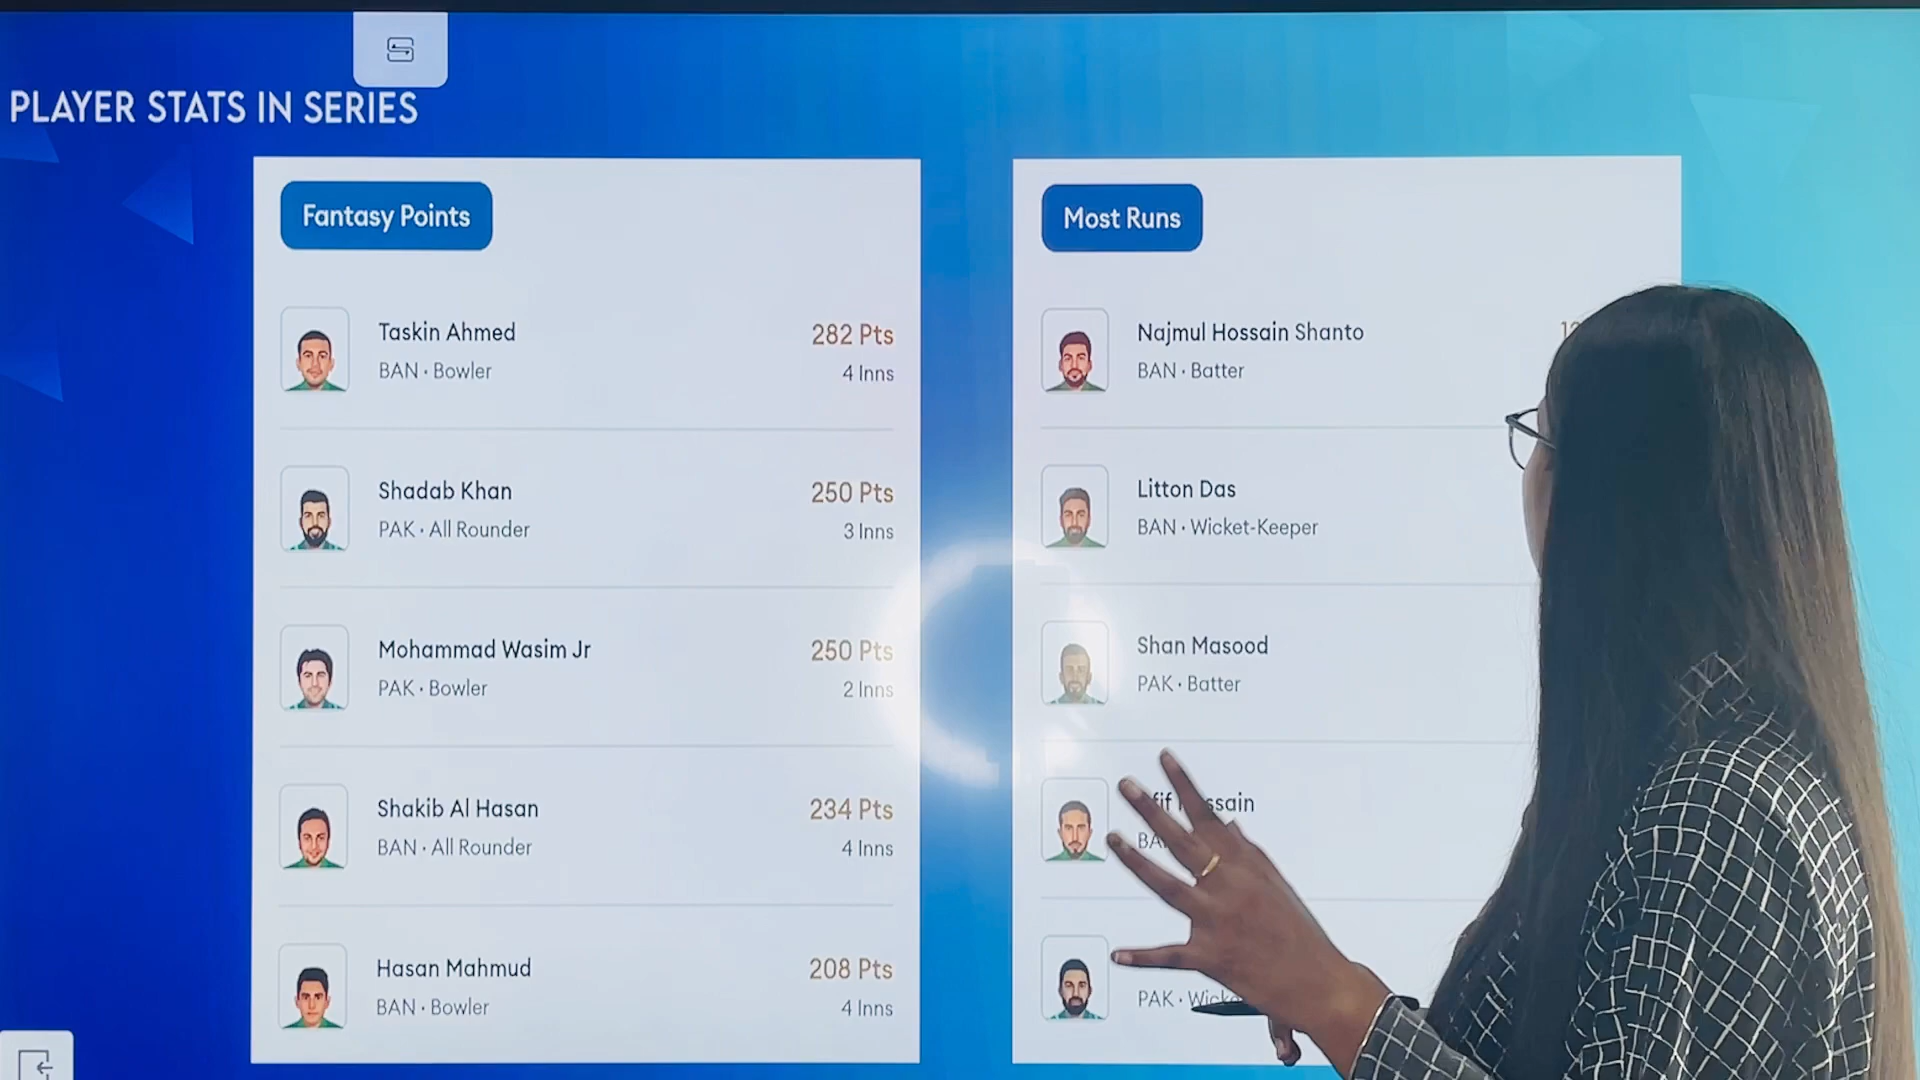 PLAYER STATS IN SERIES
Fantasy Points
Taskin Ahmed
282 Pts
BAN · Bowler
4 Inns
Shadab Khan
250 Pts
PAK · All Rounder
3 Inns
Mohammad Wasim Jr
250 Pts
PAK · Bowler
2 Inns
Shakib Al Hasan
234 Pts
BAN · All Rounder
4 Inns
Hasan Mahmud
208 Pts
BAN · Bowler
4 Inns
Most Runs
Najmul Hossain Shanto
BAN · Batter
Litton Das
BAN · Wicket-Keeper
Shan Masood
PAK · Batter
PAK ·